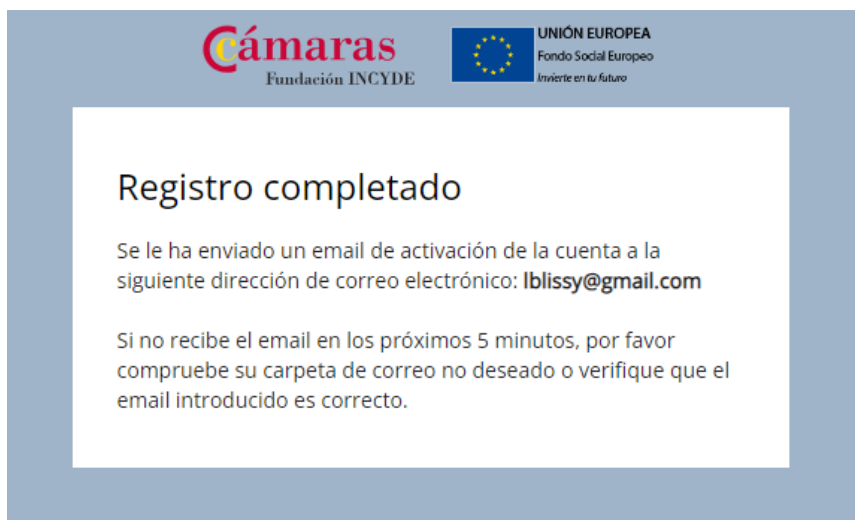 Cámaras
Fundación INCYDE
UNIÓN EUROPEA
Fondo Social Europeo
Invierte en tu futuro
Registro completado
Se le ha enviado un email de activación de la cuenta a la
siguiente dirección de correo electrónico: lblissy@gmail.com
Si no recibe el email en los próximos 5 minutos, por favor
compruebe su carpeta de correo no deseado o verifique que el
email introducido es correcto.